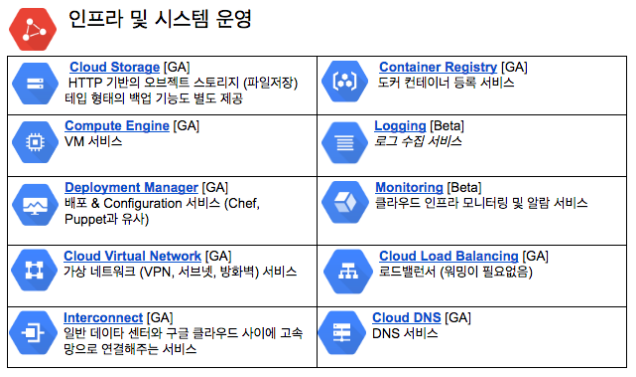 인프라 및 시스템 운영
Cloud Storage [GA]
HTTP 기반의 오브젝트 스토리지 (파일저장)
테입 형태의 백업 기능도 별도 제공
Container Registry [GA]
도커 컨테이너 등록 서비스
Compute Engine [GA]
VM 서비스
Logging [Beta]
로그 수집 서비스
Deployment Manager [GA]
배포 & Configuration 서비스 (Chef,
Puppet과 유사)
Monitoring [Beta]
클라우드 인프라 모니터링 및 알람 서비스
Cloud Virtual Network [GA]
가상 네트워크 (VPN, 서브넷, 방화벽) 서비스
Cloud Load Balancing [GA]
로드밸런서 (워밍이 필요없음)
Interconnect [GA]
일반 데이타 센터와 구글 클라우드 사이에 고속
망으로 연결해주는 서비스
Cloud DNS [GA]
DNS 서비스